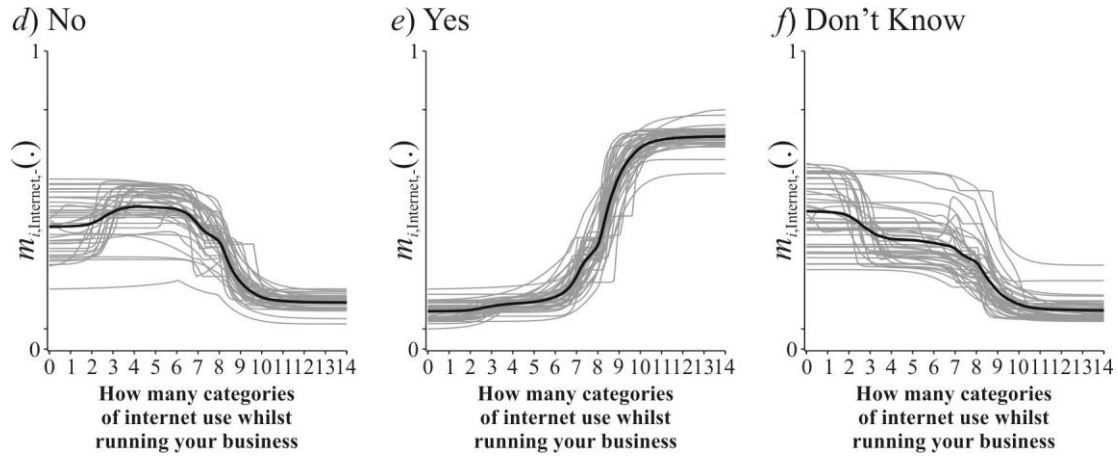 d) No
1
m_{i,Internet,-}(.)
0
0 1 2 3 4 5 6 7 8 9 10 11 12 13 14
How many categories
of internet use whilst
running your business
e) Yes
1
m_{i,Internet,-}(.)
0
0 1 2 3 4 5 6 7 8 9 10 11 12 13 14
How many categories
of internet use whilst
running your business
f) Don't Know
1
m_{i,Internet,-}(.)
0
0 1 2 3 4 5 6 7 8 9 10 11 12 13 14
How many categories
of internet use whilst
running your business